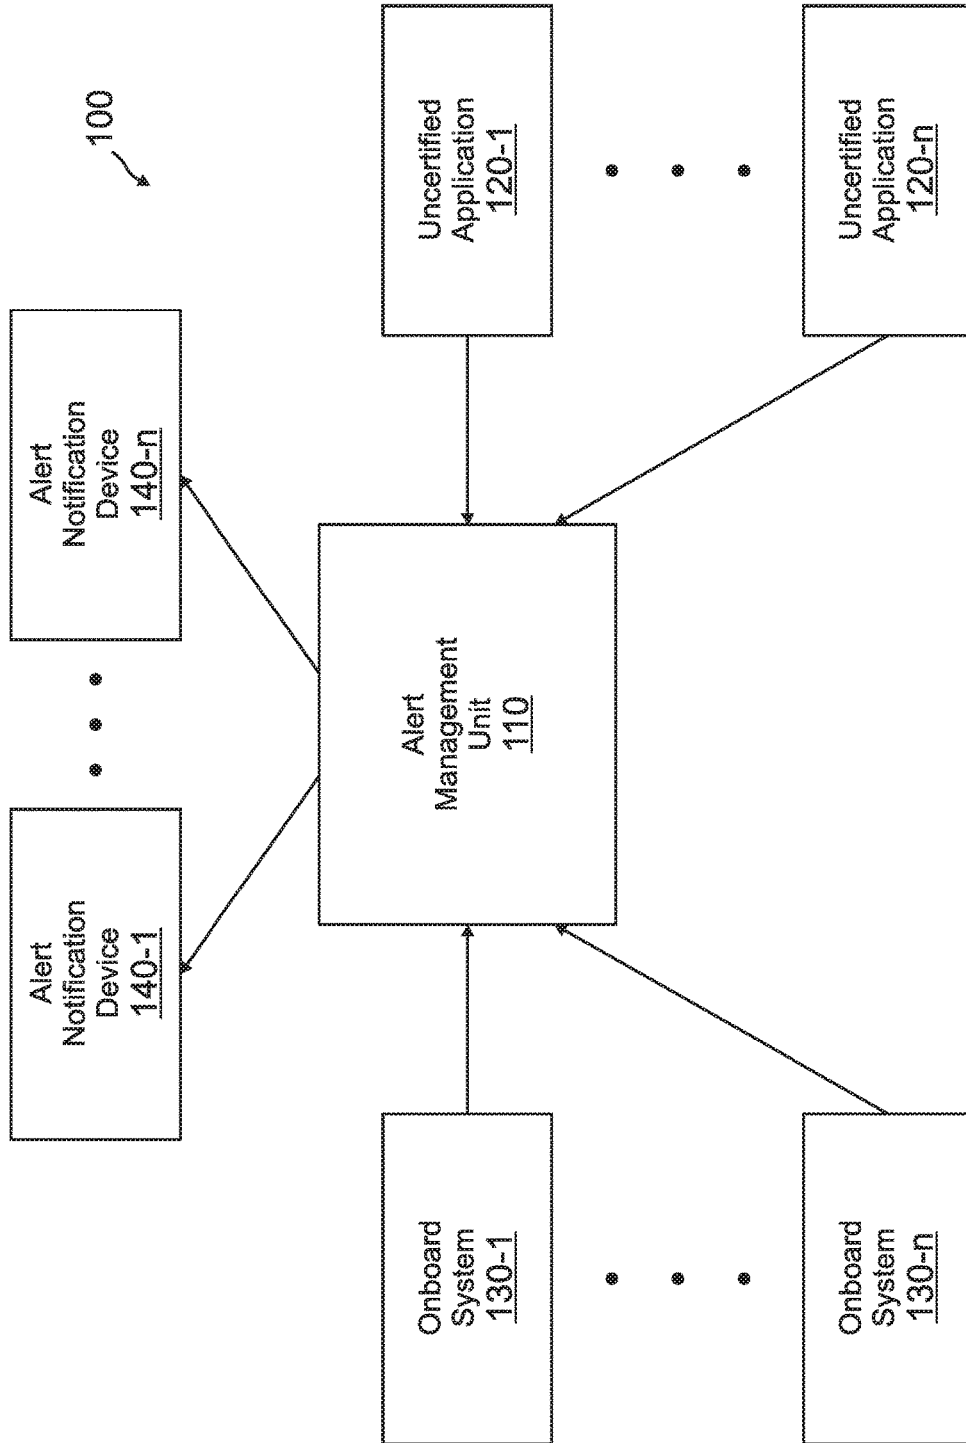 100
Alert
Notification
Device
140-1
Alert
Notification
Device
140-n
Alert
Management
Unit
110
Onboard
System
130-1
Uncertified
Application
120-1
Onboard
System
130-n
Uncertified
Application
120-n